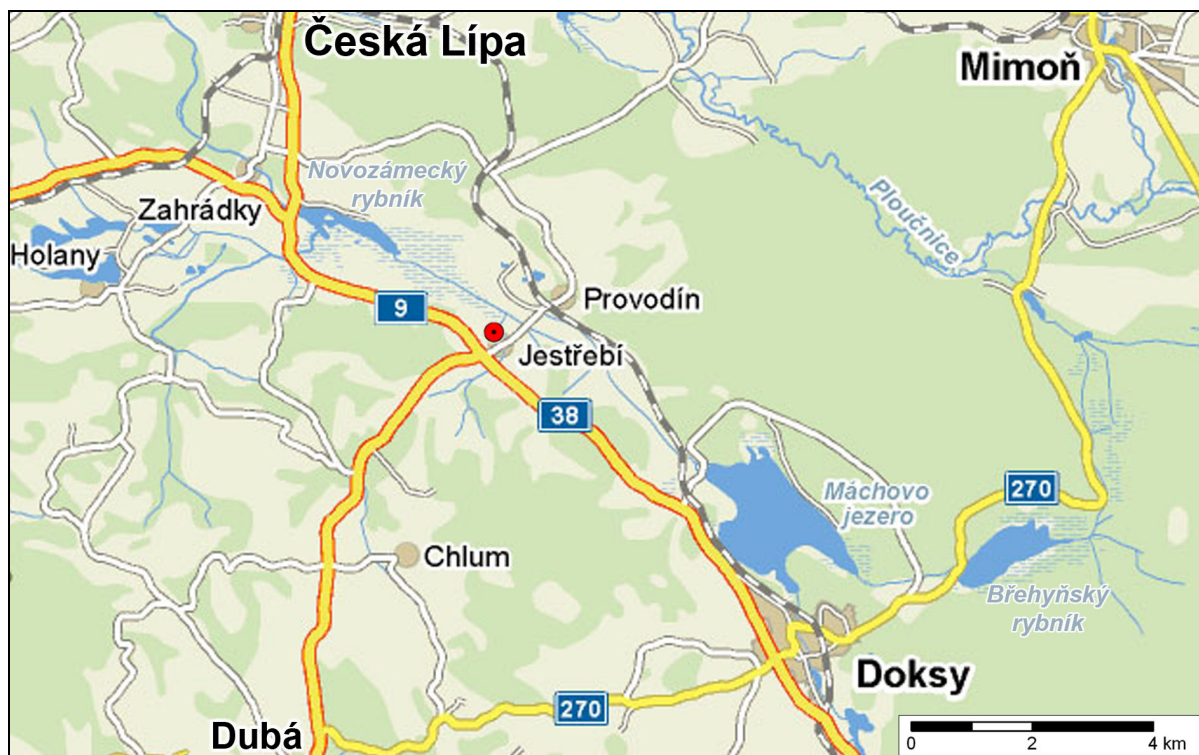 Česká Lípa
Mimoň
Novozámecký
rybník
Zahrádky
Ploučnice
Holany
Provodín
9
Jestřebí
38
Máchovo
jezero
270
Chlum
Břehyňský
rybník
Doksy
270
Dubá
0 2 4 km